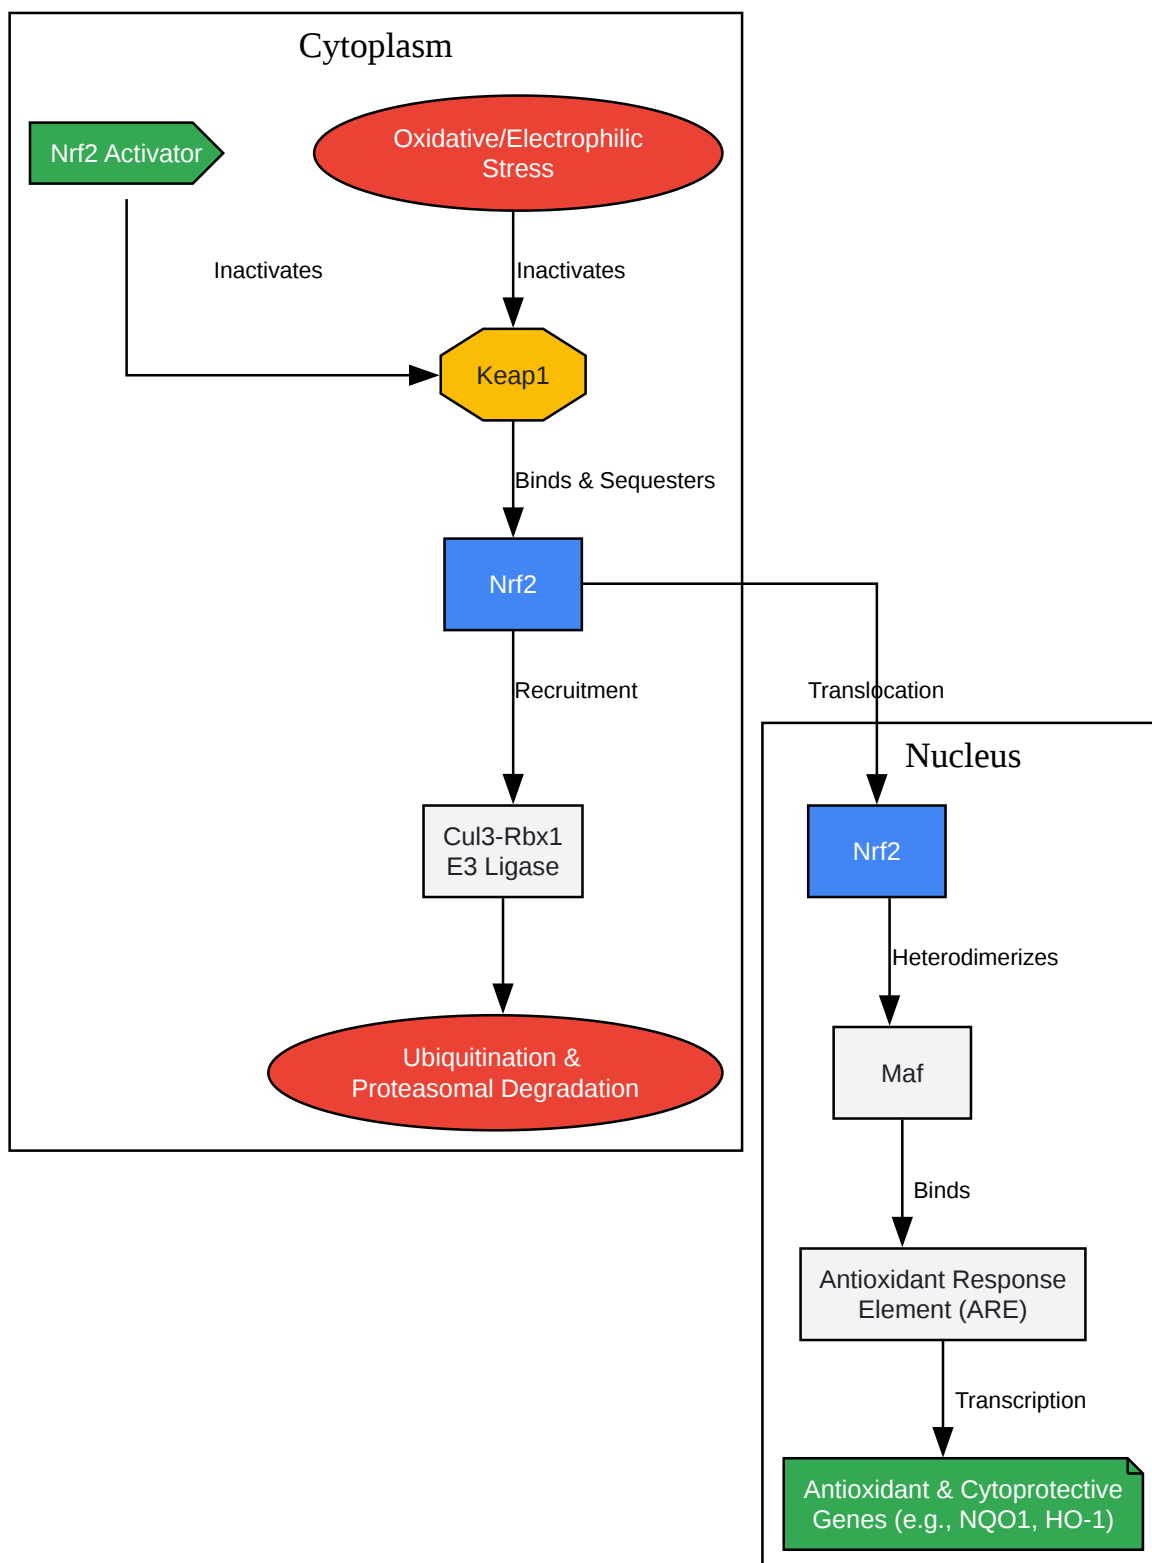 Cytoplasm
Nrf2 Activator
Oxidative/Electrophilic
Stress
Inactivates
Inactivates
Keap1
Binds & Sequesters
Nrf2
Recruitment
Translocation
Nucleus
Cul3-Rbx1
E3 Ligase
Nrf2
Heterodimerizes
Ubiquitination &
Proteasomal Degradation
Maf
Binds
Antioxidant Response
Element (ARE)
Transcription
Antioxidant & Cytoprotective
Genes (e.g., NQO1, HO-1)